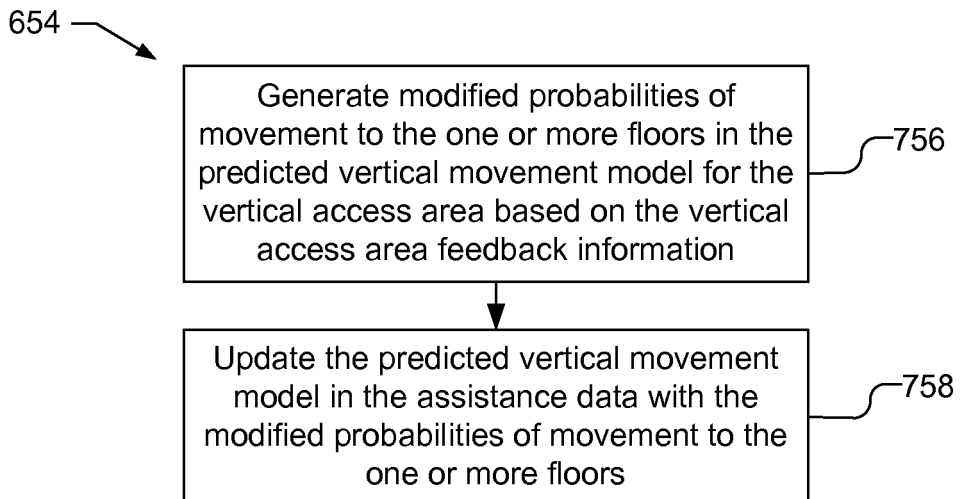 654
Generate modified probabilities of
movement to the one or more floors in the
predicted vertical movement model for the
vertical access area based on the vertical
access area feedback information
756
Update the predicted vertical movement
model in the assistance data with the
modified probabilities of movement to the
one or more floors
758